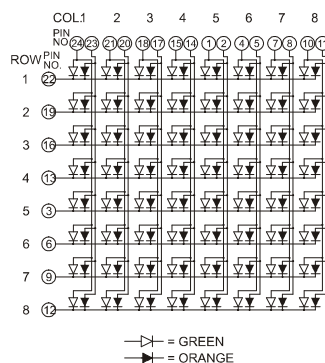 COL.1 2 3 4 5 6 7 8
PIN NO. 24 23 21 20 18 17 15 14 1 2 4 5 7 8 10 11
ROW PIN NO.
1 22
2 19
3 16
4 13
5 3
6 6
7 9
8 12
= GREEN
= ORANGE